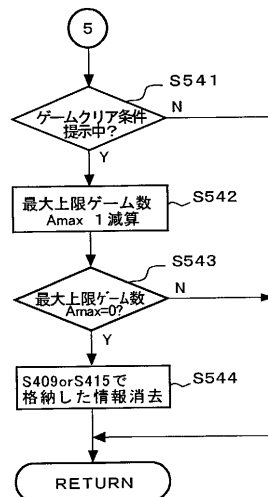 5
S541
ゲームクリア条件
提示中?
N
Y
S542
最大上限ゲーム数
Amax 1減算
S543
最大上限ゲーム数
Amax=0?
N
Y
S544
S409orS415で
格納した情報消去
RETURN